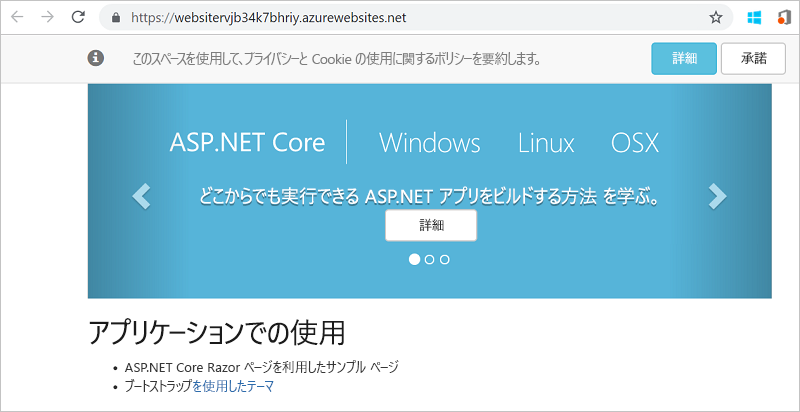 https://websitervjb34k7bhriy.azurewebsites.net
このスペースを使用して、プライバシーと Cookie の使用に関するポリシーを要約します。
詳細
承諾
ASP.NET Core
Windows
Linux
OSX
どこからでも実行できる ASP.NET アプリをビルドする方法 を学ぶ。
詳細
アプリケーションでの使用
ASP.NET Core Razor ページを利用したサンプル ページ
ブートストラップを使用したテーマ